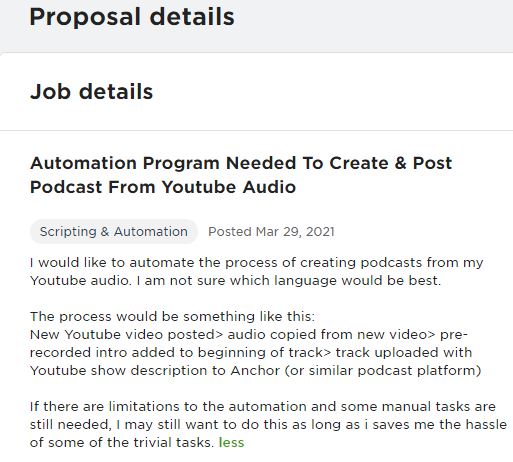 Proposal details
Job details
Automation Program Needed To Create & Post
Podcast From Youtube Audio
Scripting & Automation Posted Mar 29, 2021
I would like to automate the process of creating podcasts from my
Youtube audio. I am not sure which language would be best.
The process would be something like this:
New Youtube video posted> audio copied from new video> pre-
recorded intro added to beginning of track> track uploaded with
Youtube show description to Anchor (or similar podcast platform)
If there are limitations to the automation and some manual tasks are
still needed, I may still want to do this as long as i saves me the hassle
of some of the trivial tasks. less